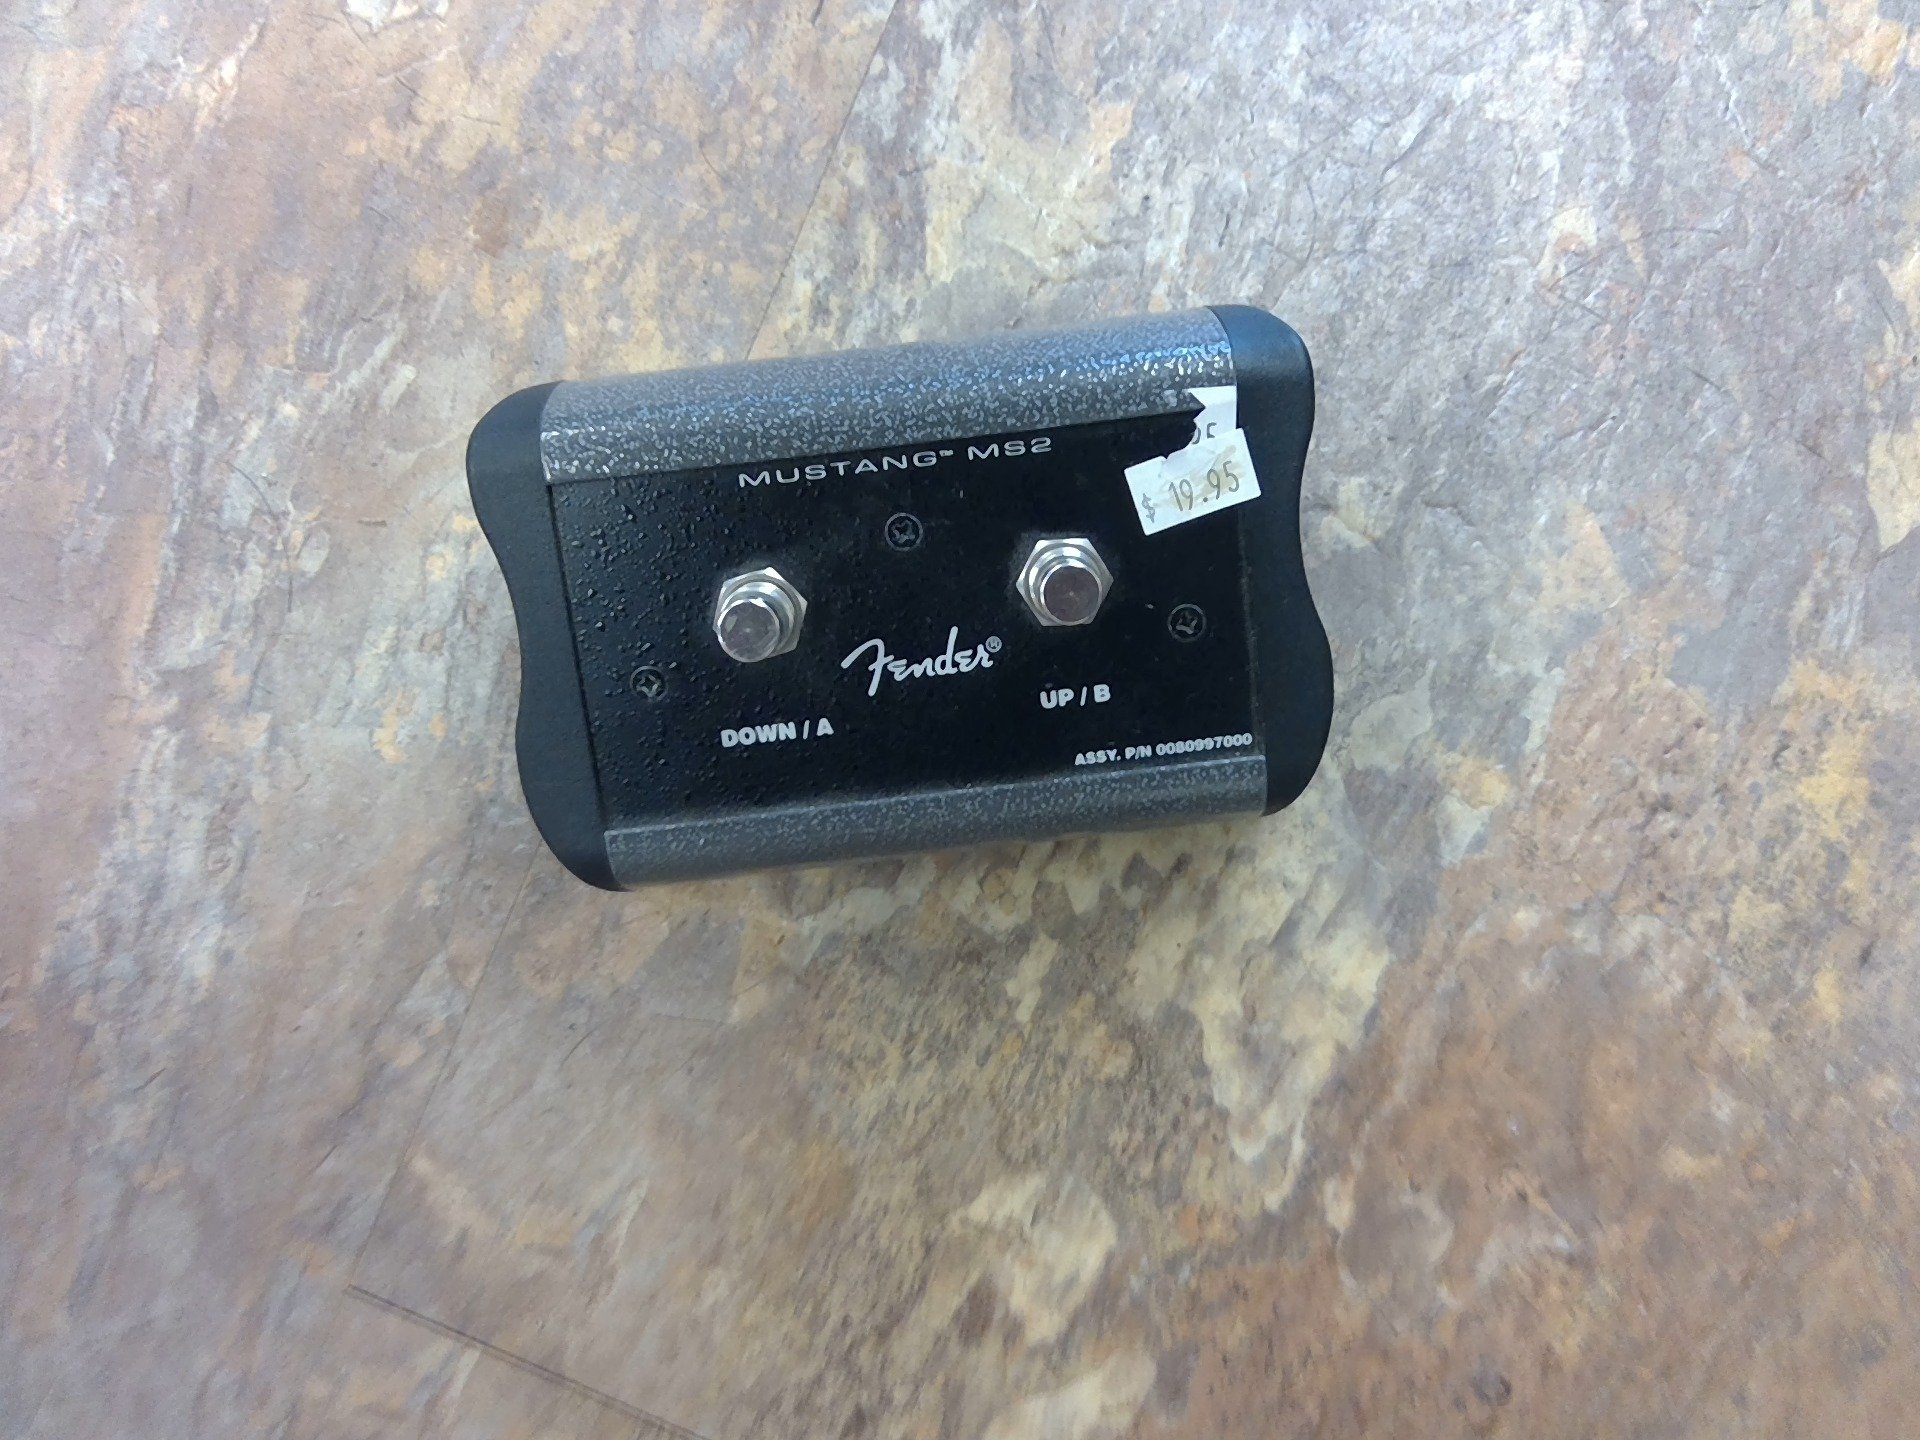 MUSTANG™ MS2
$ 19.95
Fender®
DOWN / A
UP / B
ASSY. P/N 0080997000